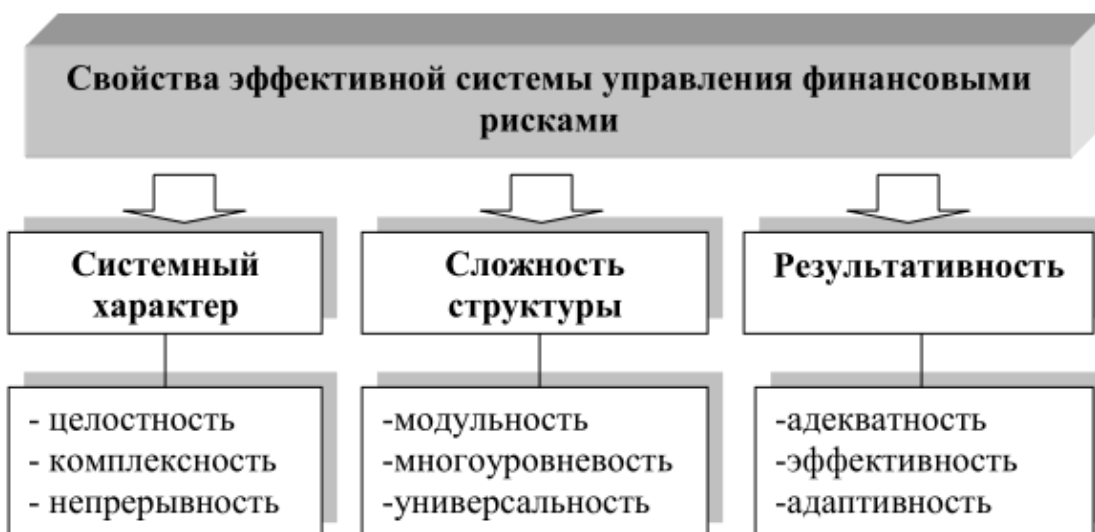 Свойства эффективной системы управления финансовыми
рисками
Системный
характер
Сложность
структуры
Результативность
- целостность
- комплексность
- непрерывность
-модульность
-многоуровневость
-универсальность
-адекватность
-эффективность
-адаптивность